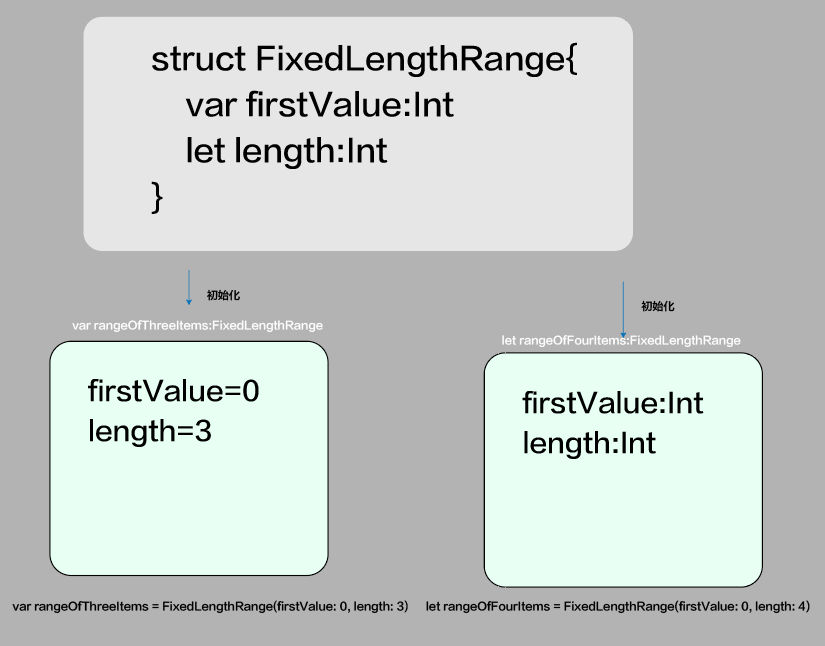 struct FixedLengthRange{
var firstValue:Int
let length:Int
}
初始化
初始化
var rangeOfThreeItems:FixedLengthRange
let rangeOfFourItems:FixedLengthRange
firstValue=0
length=3
firstValue:Int
length:Int
var rangeOfThreeItems = FixedLengthRange(firstValue: 0, length: 3)
let rangeOfFourItems = FixedLengthRange(firstValue: 0, length: 4)